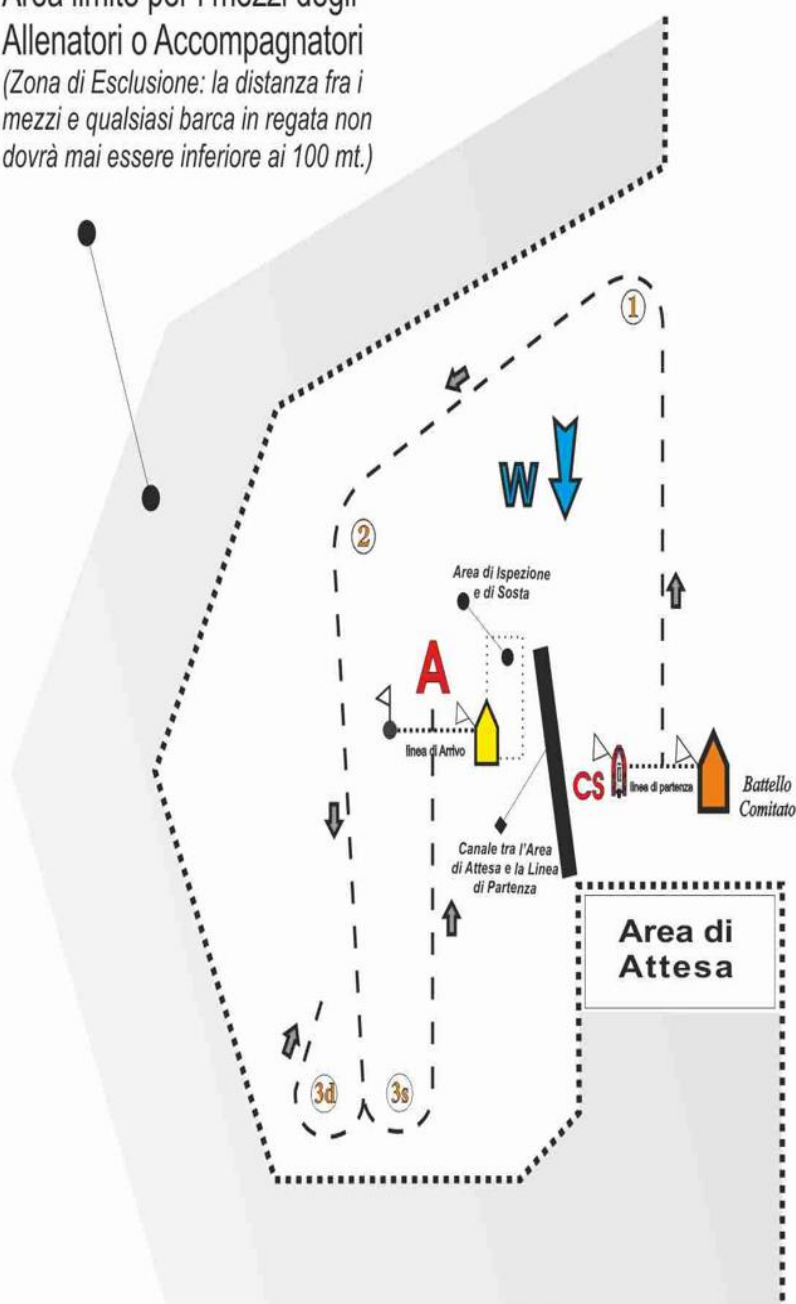 Area limite per i mezzi degli
Allenatori o Accompagnatori
(Zona di Esclusione: la distanza fra i
mezzi e qualsiasi barca in regata non
dovrà mai essere inferiore ai 100 mt.)
1
W
2
Area di Ispezione
e di Sosta
A
linea di Arrivo
CS
linea di partenza
Battello
Comitato
Canale tra l'Area
di Attesa e la Linea
di Partenza
Area di
Attesa
3d
3s